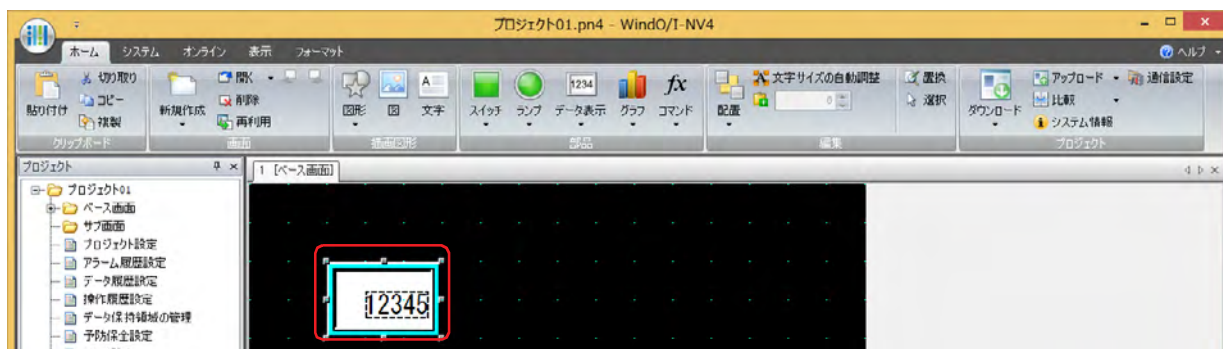 プロジェクト01.pn4 - WindO/I-NV4
ホーム システム オンライン 表示 フォーマット ヘルプ
切り取り 開く 文字サイズの自動調整 置換 アップロード 通信設定
貼り付け コピー 新規作成 削除 図形 図 文字 スイッチ ランプ データ表示 グラフ コマンド 配置 0 選択 ダウンロード 比較
複製 再利用 システム情報
A 1234 fx
クリップボード 画面 描画図形 部品 編集 プロジェクト
プロジェクト 1 [ベース画面]
プロジェクト01
ベース画面
サブ画面
プロジェクト設定
アラーム履歴設定
データ履歴設定
操作履歴設定
データ保持領域の管理
予防保全設定
12345